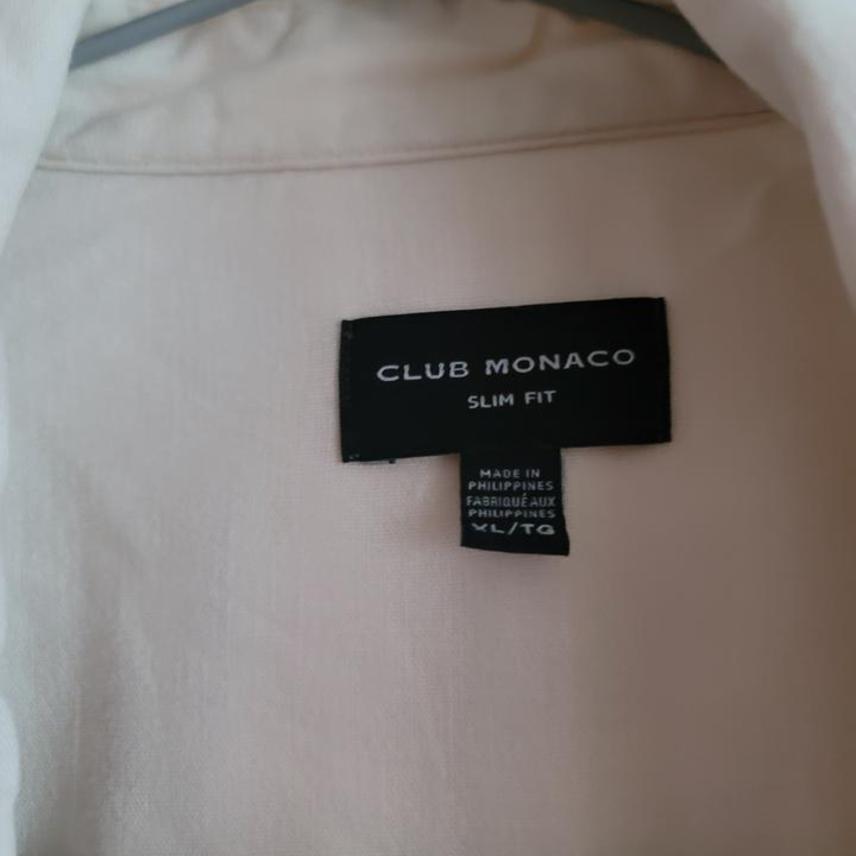 CLUB MONACO
SLIM FIT
MADE IN
PHILIPPINES
FABRIQUÉ AUX
PHILIPPINES
XL/TG